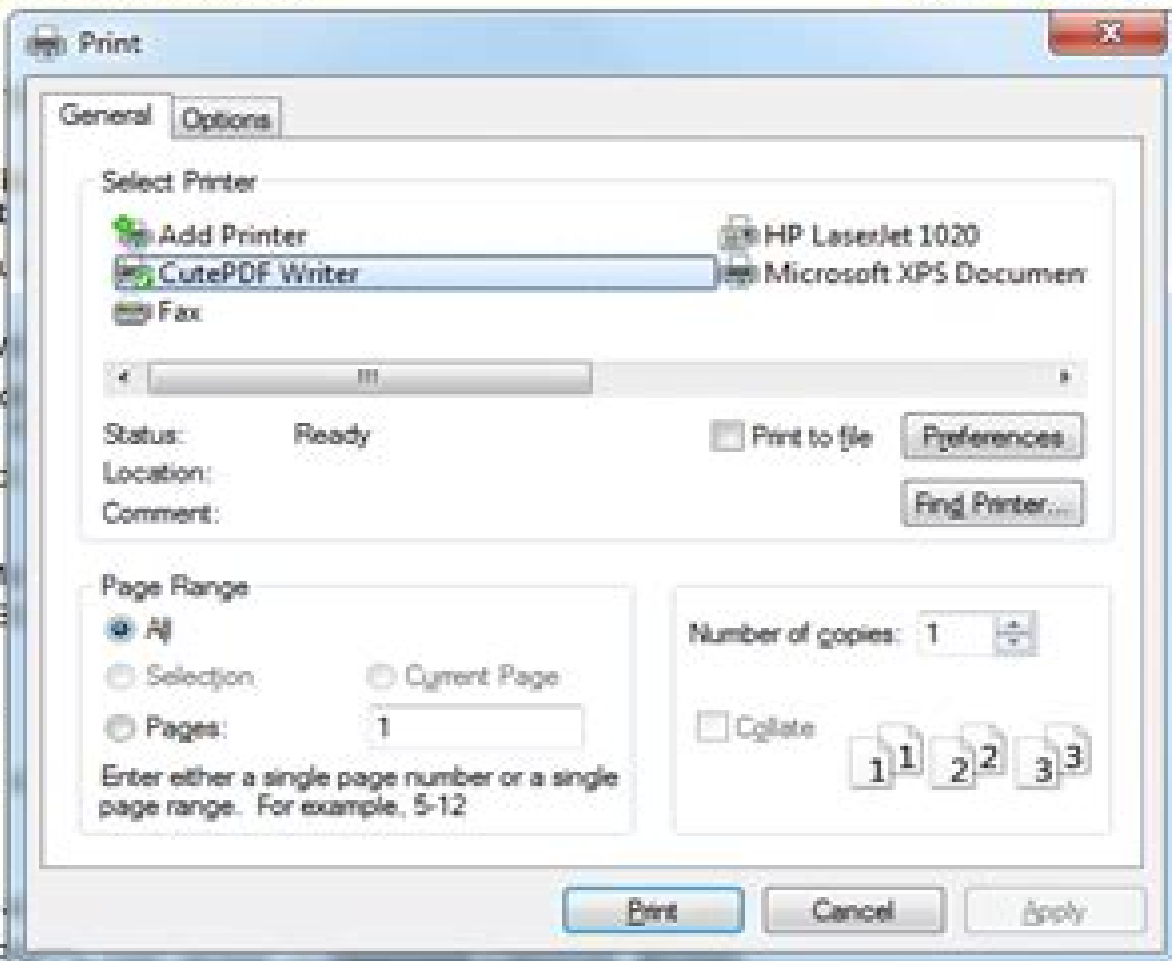 Print
General Options
Select Printer
Add Printer HP LaserJet 1020
CutePDF Writer Microsoft XPS Documen
Fax
Status: Ready Print to file Preferences
Location:
Comment: Find Printer...
Page Range
All Number of copies: 1
Selection Current Page
Pages: 1 Collate 1 1 2 2 3 3
Enter either a single page number or a single
page range. For example, 5-12
Print Cancel Apply